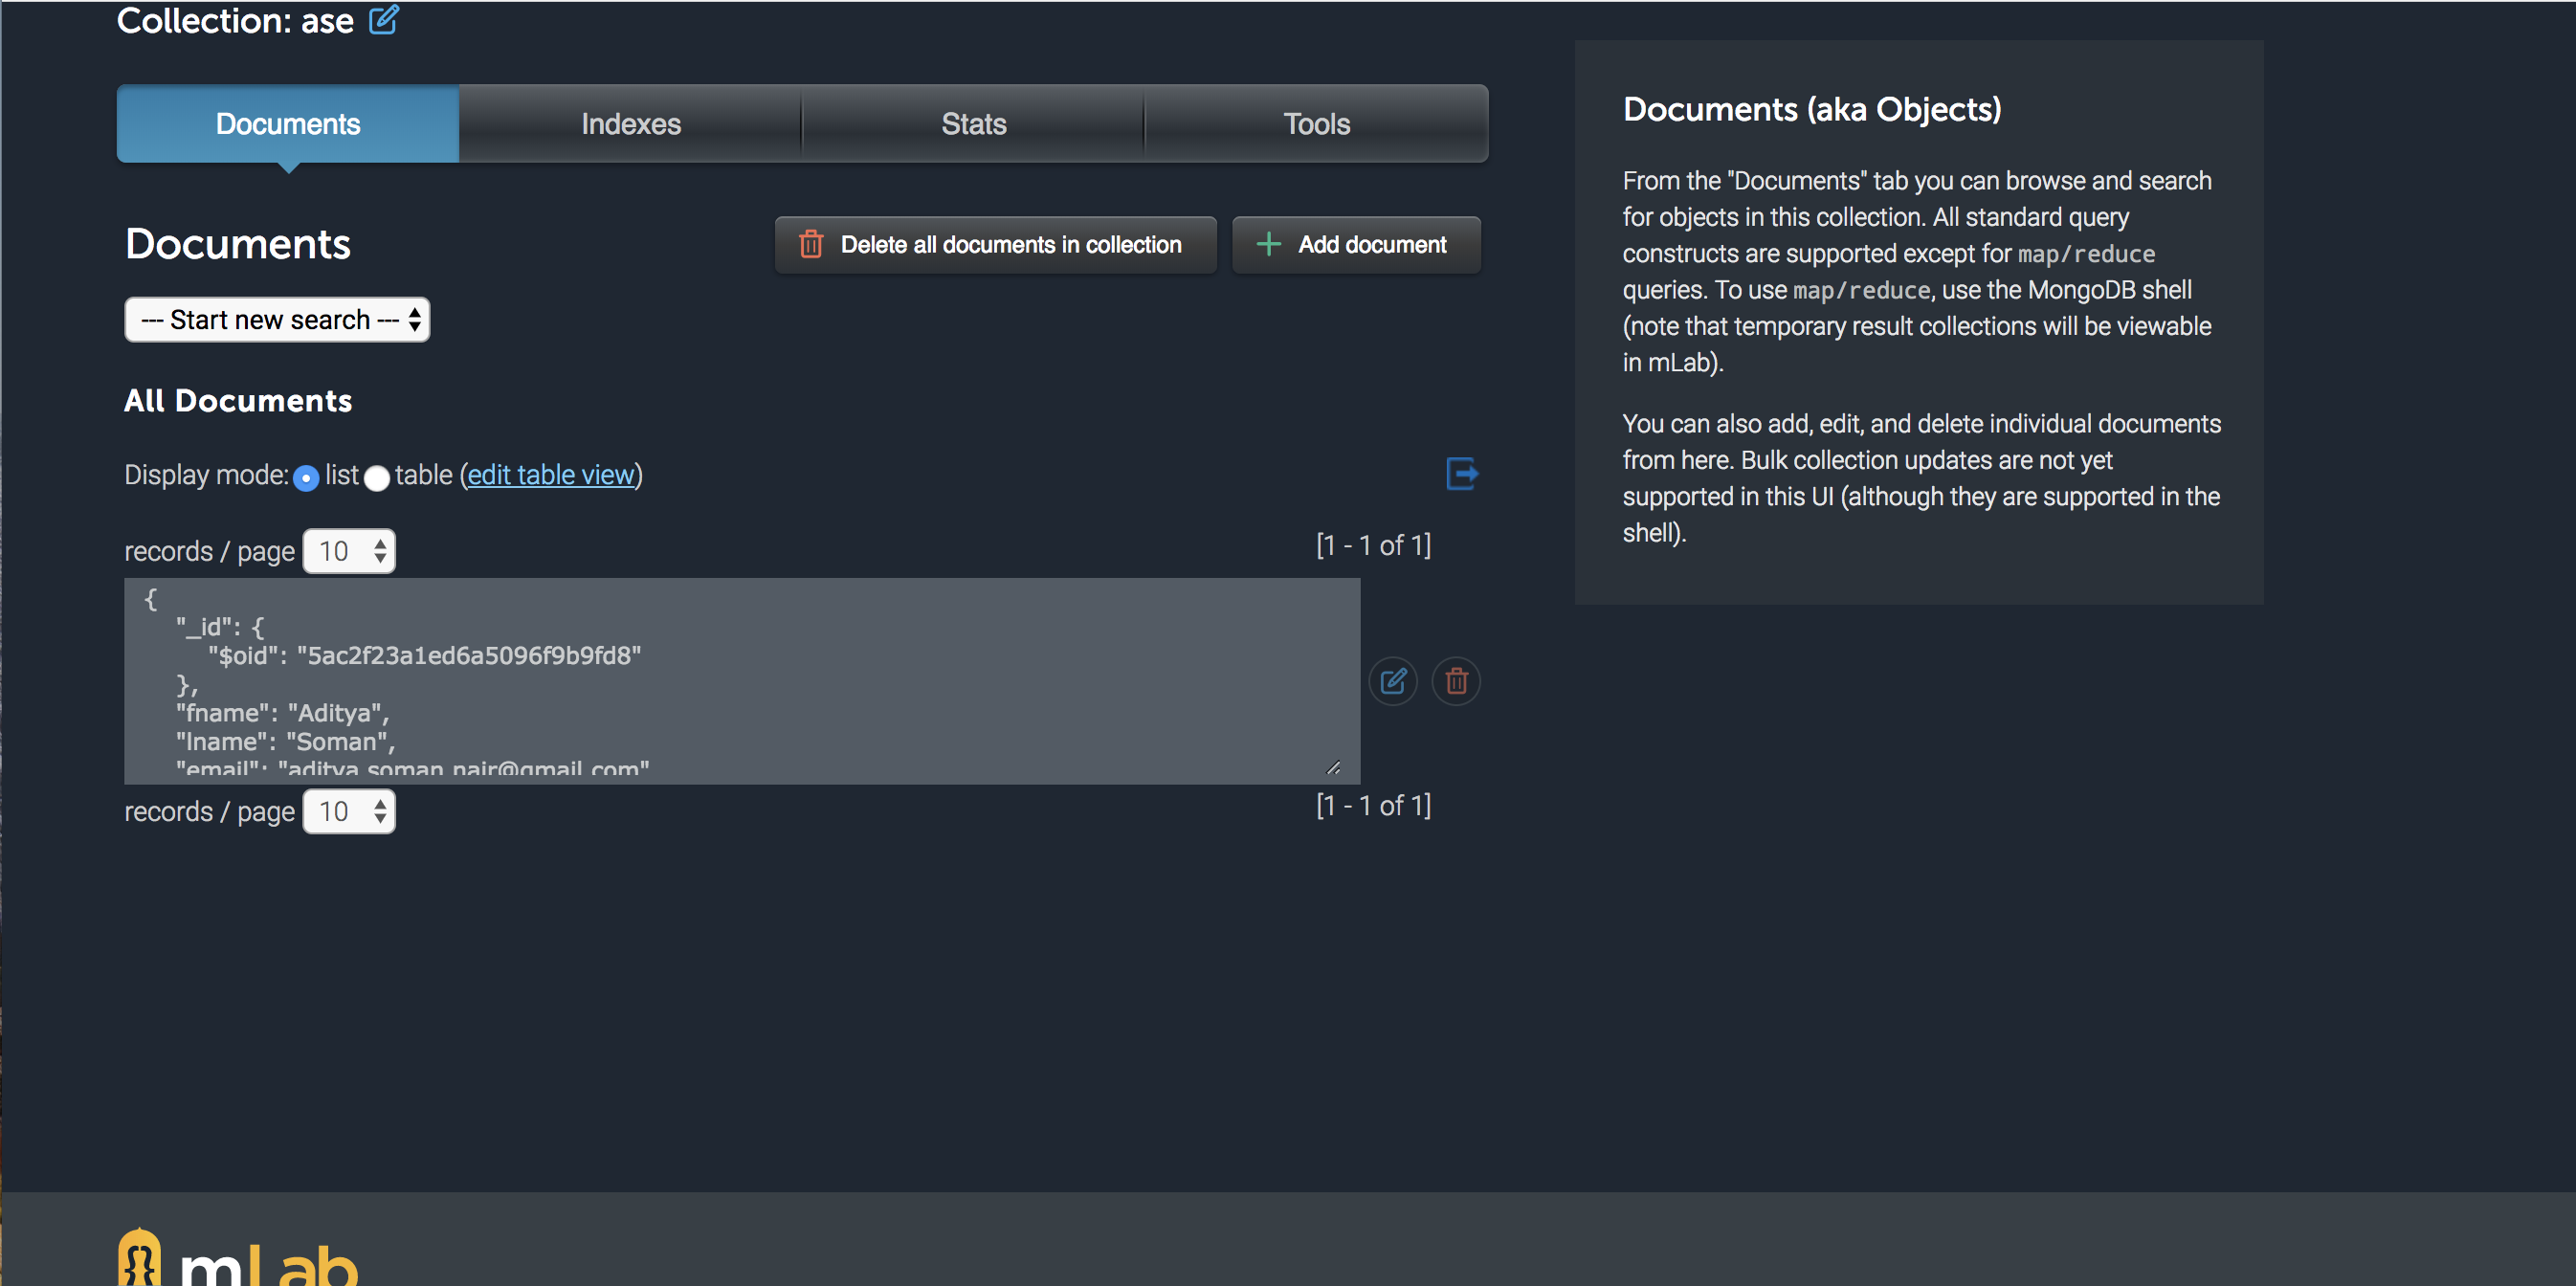 Collection: ase
Documents
Indexes
Stats
Tools
Documents
Delete all documents in collection
Add document
--- Start new search ---
All Documents
Display mode: list table (edit table view)
records / page 10
[1 - 1 of 1]
{
"_id": {
"$oid": "5ac2f23a1ed6a5096f9b9fd8"
},
"fname": "Aditya",
"lname": "Soman",
"email": "aditya.soman.nair@gmail.com"
records / page 10
[1 - 1 of 1]
Documents (aka Objects)
From the "Documents" tab you can browse and search
for objects in this collection. All standard query
constructs are supported except for map/reduce
queries. To use map/reduce, use the MongoDB shell
(note that temporary result collections will be viewable
in mLab).
You can also add, edit, and delete individual documents
from here. Bulk collection updates are not yet
supported in this UI (although they are supported in the
shell).
{} mLab